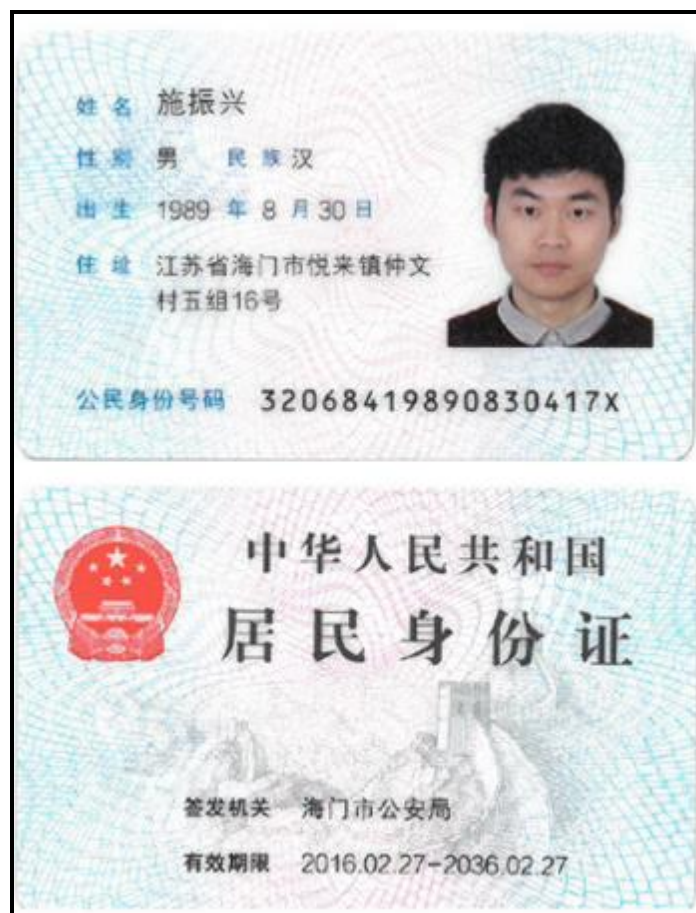 姓名 施振兴
性别 男 民族 汉
出生 1989 年 8 月 30 日
住址 江苏省海门市悦来镇仲文
村五组16号
公民身份号码 32068419890830417X
中华人民共和国
居民身份证
签发机关 海门市公安局
有效期限 2016.02.27-2036.02.27